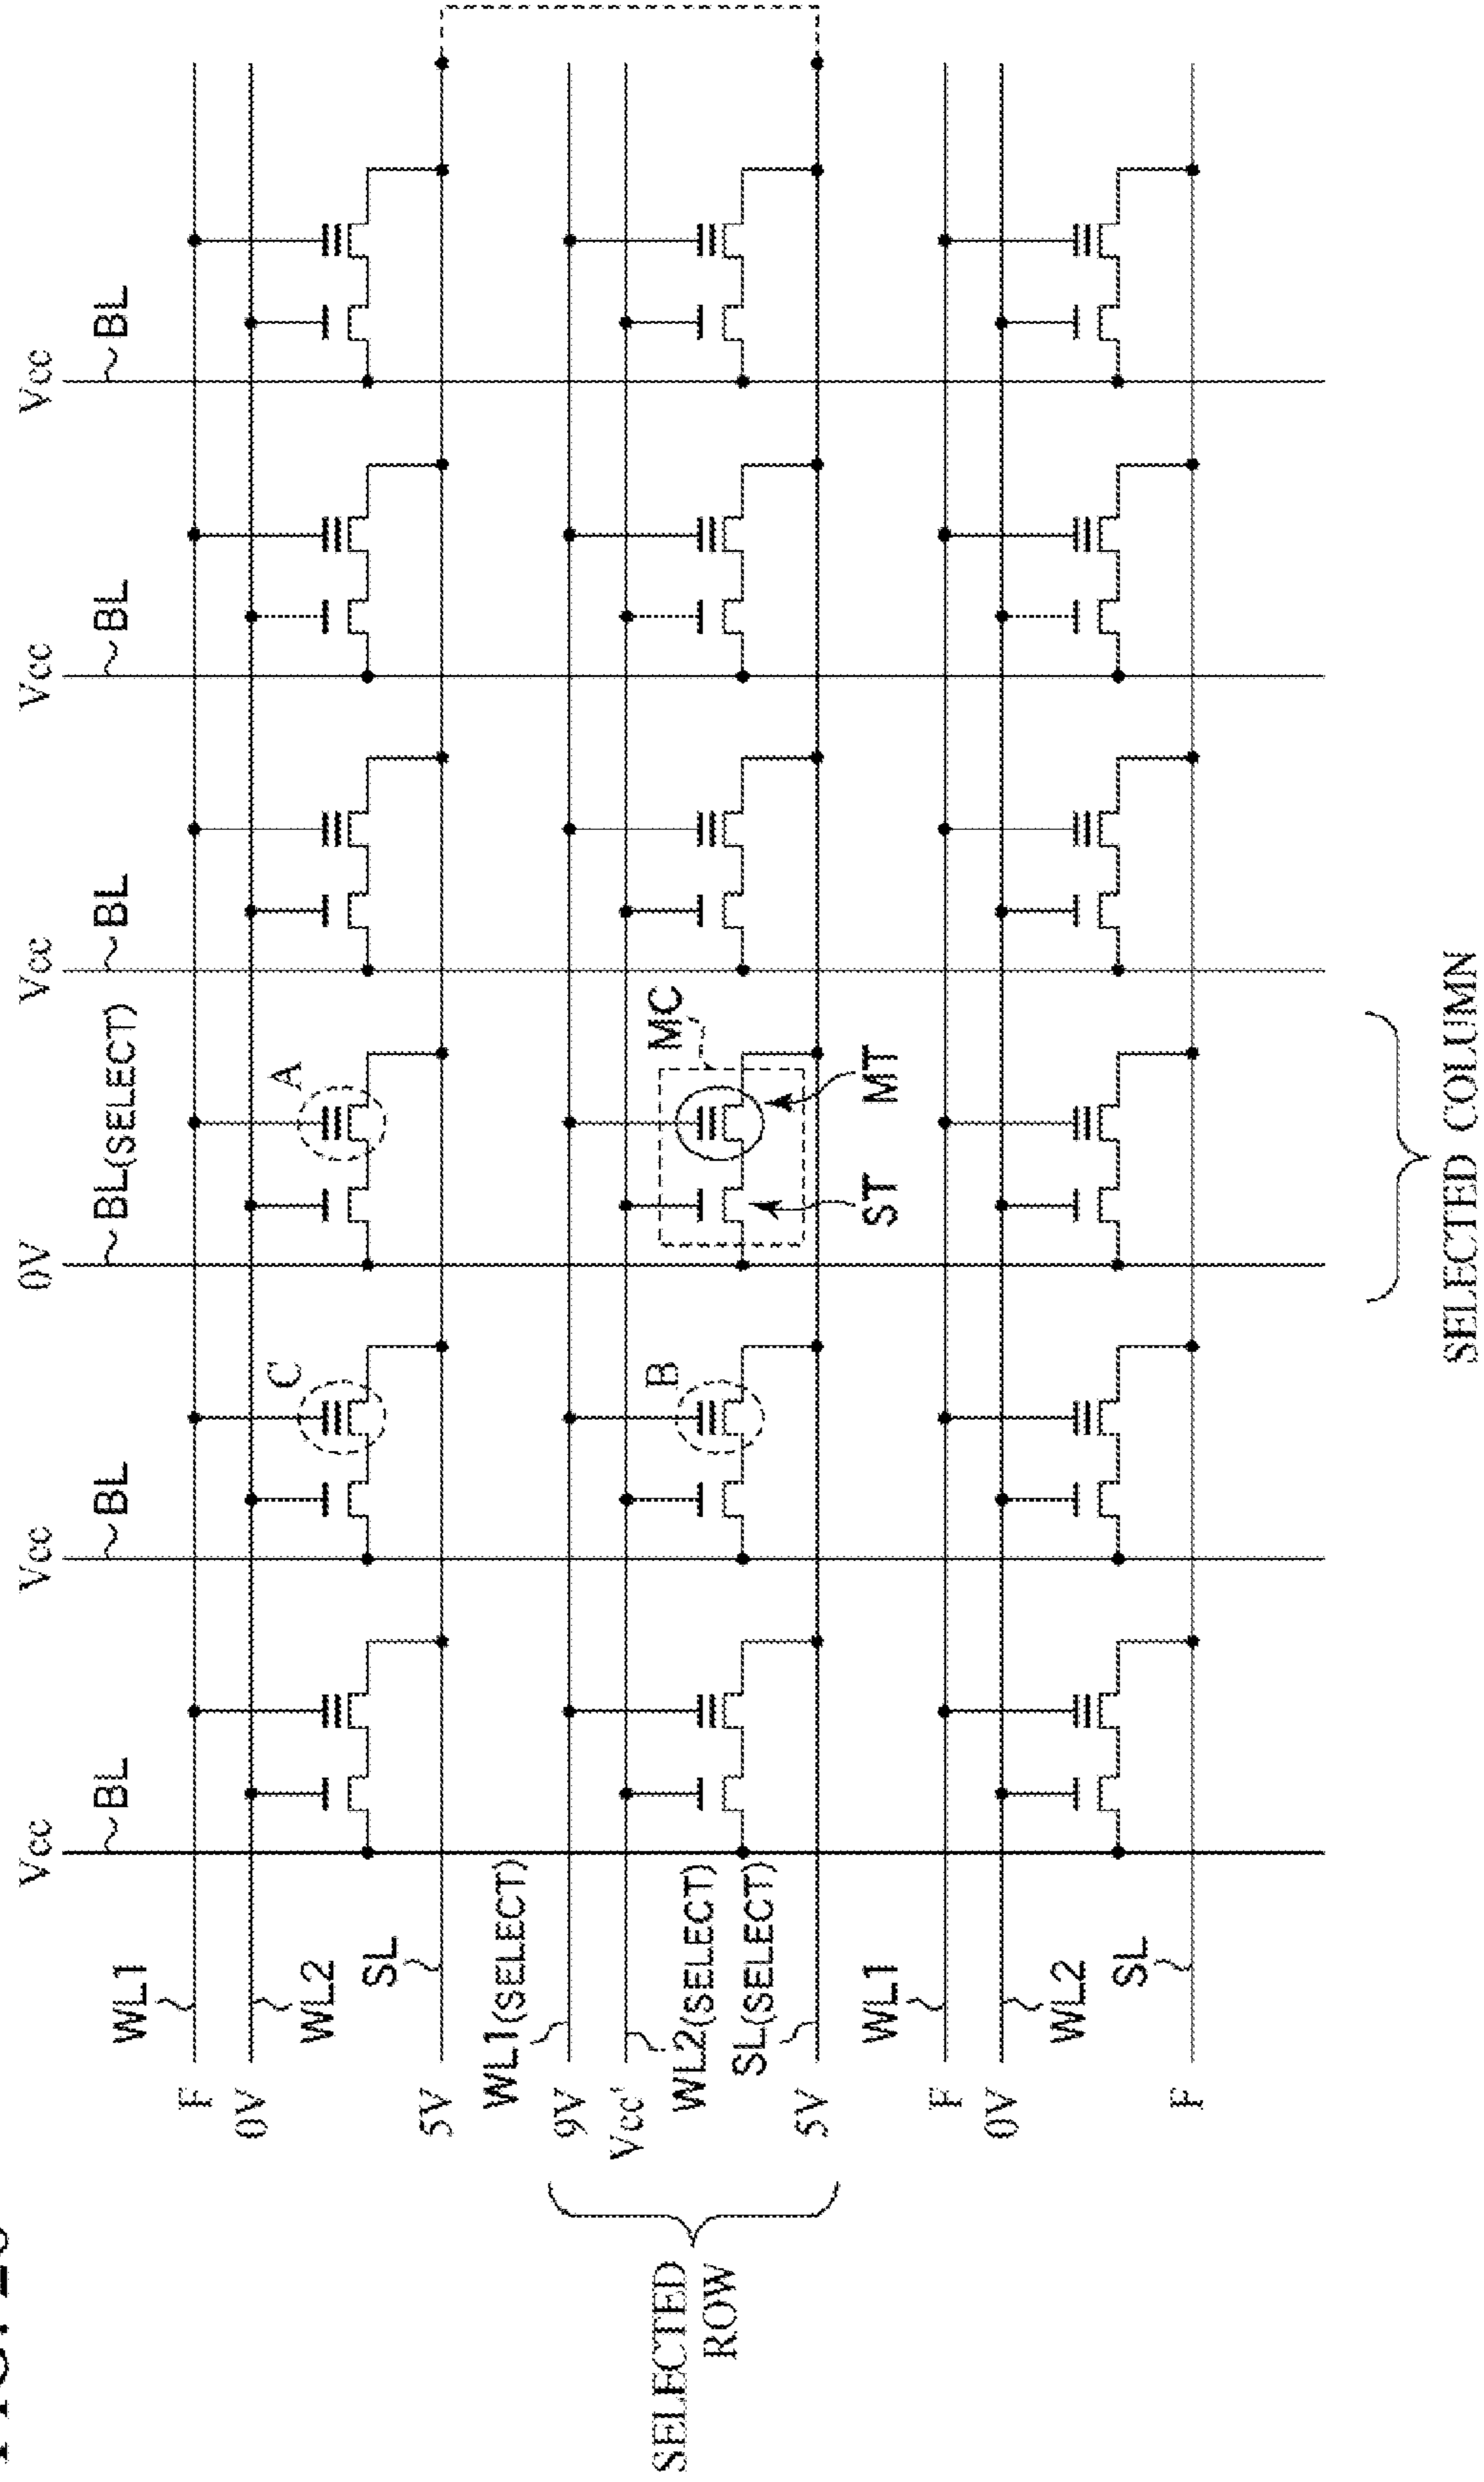 Vcc
Vcc
0V
Vcc
Vcc
Vcc
BL
BL
BL(SELECT)
BL
BL
BL
WL1
F
0V
WL2
C
A
SL
5V
WL1(SELECT)
9V
Vcc'
WL2(SELECT)
B
MC
SL(SELECT)
5V
ST
MT
SELECTED
ROW
WL1
F
0V
WL2
SL
F
SELECTED COLUMN